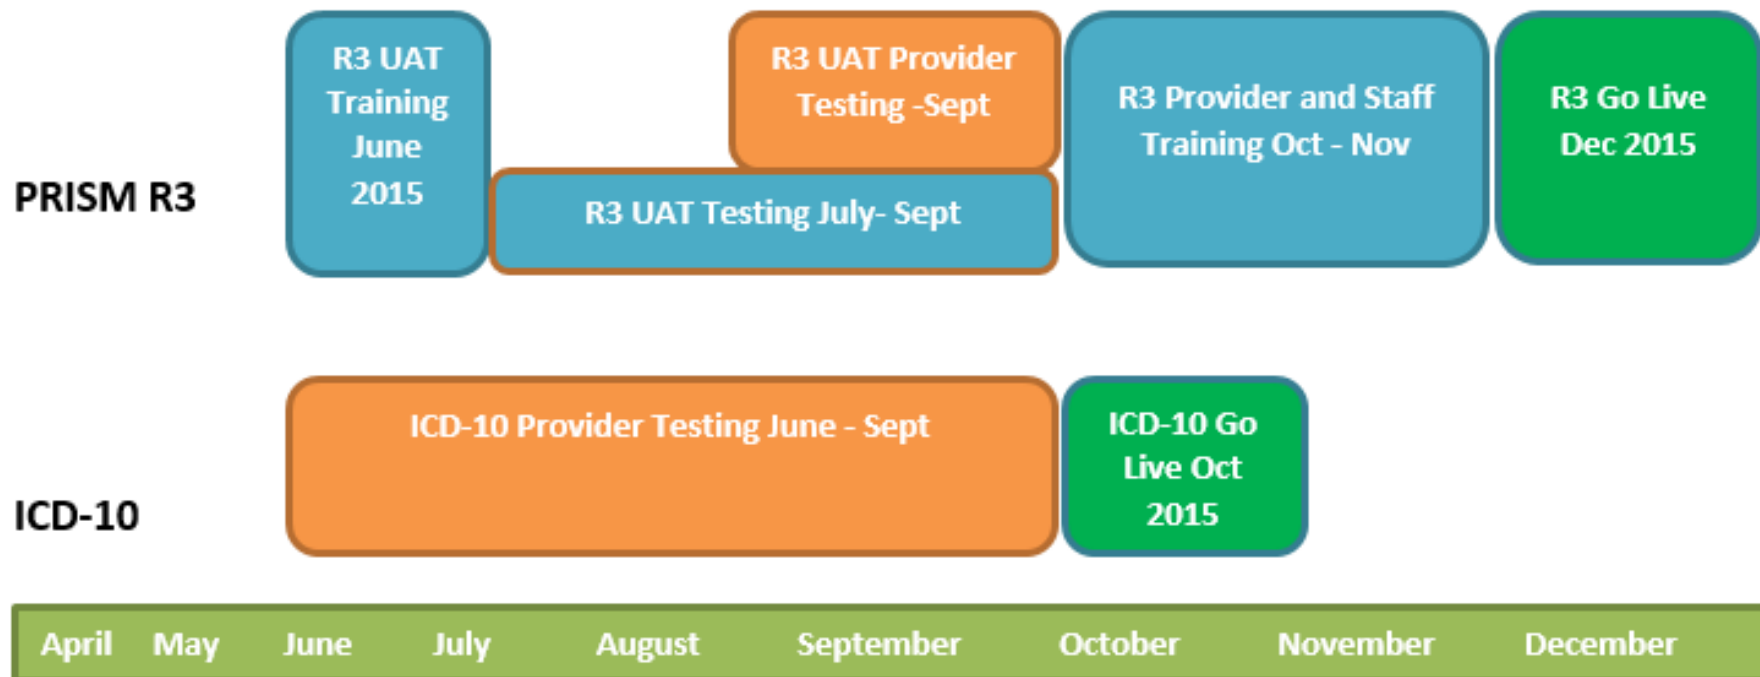 PRISM R3
R3 UAT
Training
June
2015
R3 UAT Provider
Testing -Sept
R3 UAT Testing July- Sept
R3 Provider and Staff
Training Oct - Nov
R3 Go Live
Dec 2015
ICD-10
ICD-10 Provider Testing June - Sept
ICD-10 Go
Live Oct
2015
April May June July August September October November December